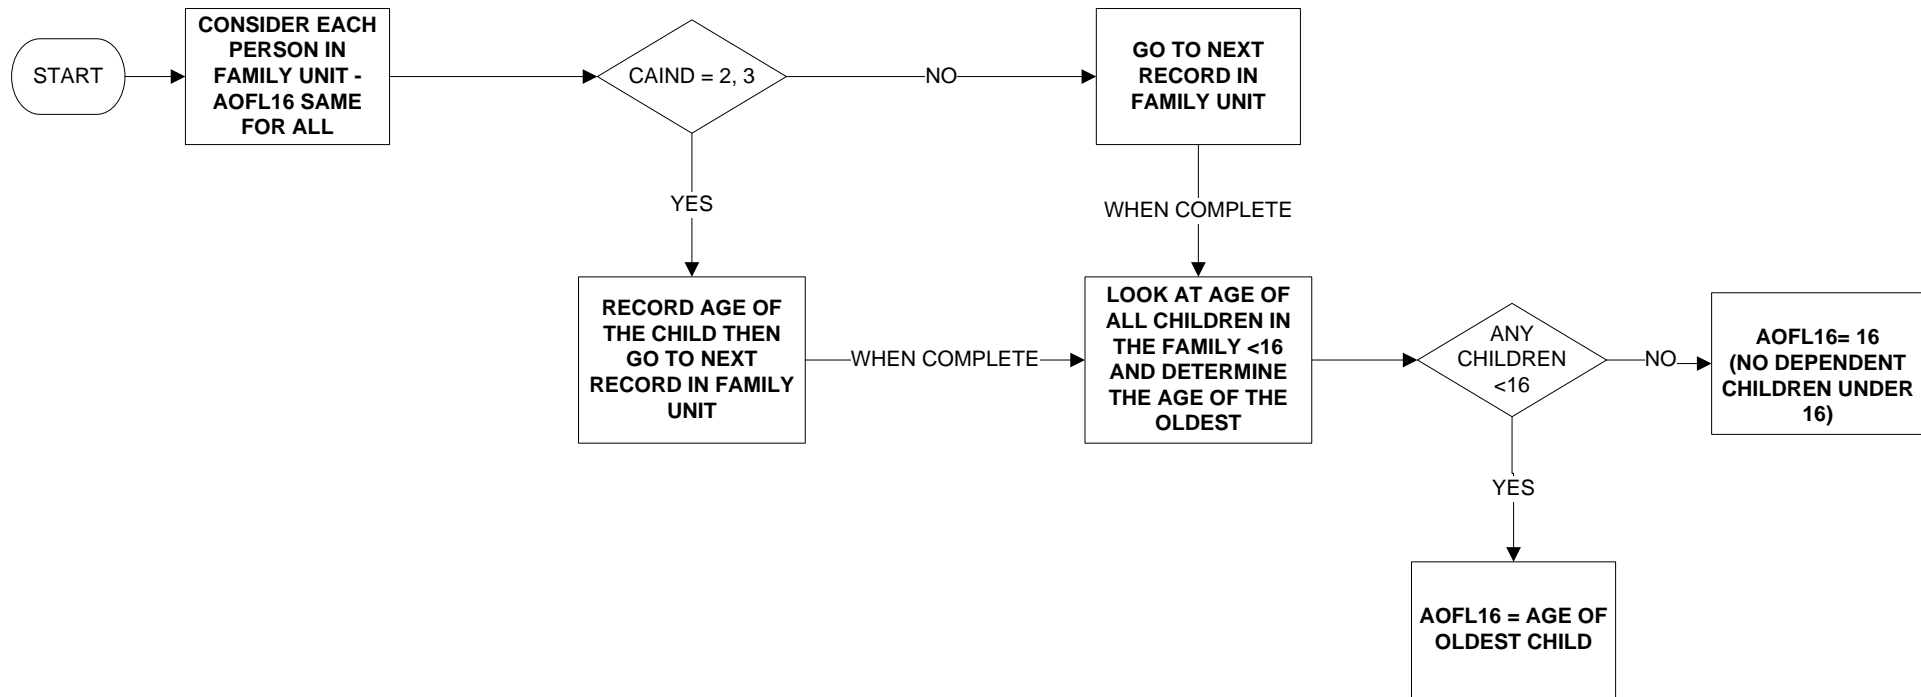 START
CONSIDER EACH
PERSON IN
FAMILY UNIT -
AOFL16 SAME
FOR ALL
CAIND = 2, 3
NO
GO TO NEXT
RECORD IN
FAMILY UNIT
YES
WHEN COMPLETE
RECORD AGE OF
THE CHILD THEN
GO TO NEXT
RECORD IN FAMILY
UNIT
WHEN COMPLETE
LOOK AT AGE OF
ALL CHILDREN IN
THE FAMILY <16
AND DETERMINE
THE AGE OF THE
OLDEST
ANY
CHILDREN
<16
NO
AOFL16= 16
(NO DEPENDENT
CHILDREN UNDER
16)
YES
AOFL16 = AGE OF
OLDEST CHILD